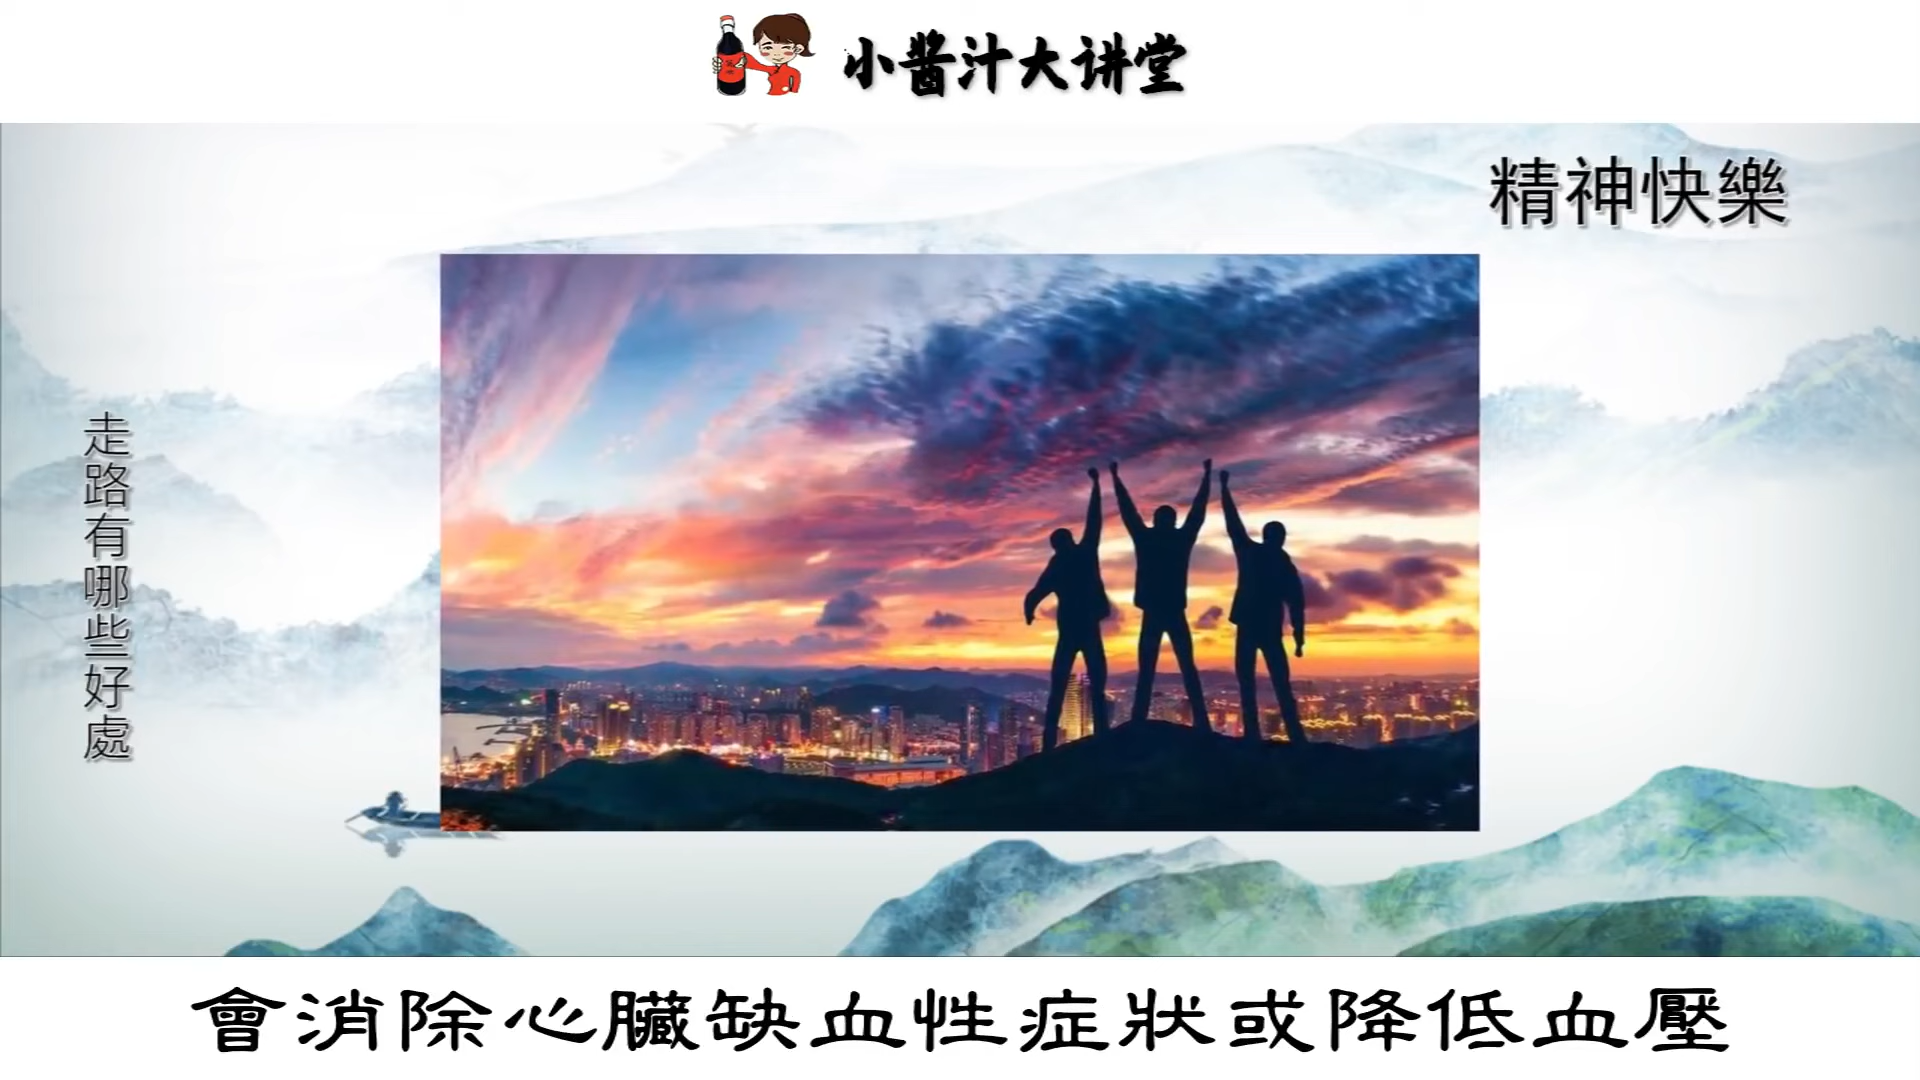 小酱汁大讲堂
精神快樂
走路有哪些好處
會消除心臟缺血性症狀或降低血壓